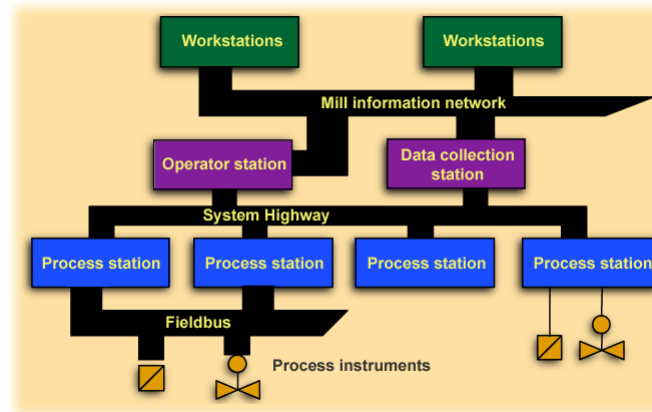 Workstations
Workstations
Mill information network
Operator station
Data collection
station
System Highway
Process station
Process station
Process station
Process station
Fieldbus
Process instruments